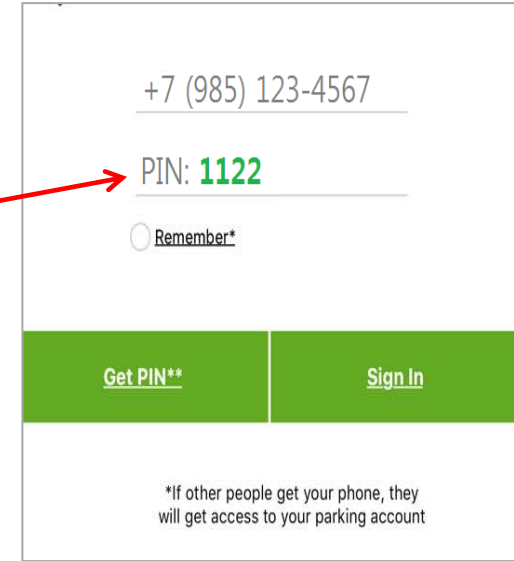 +7 (985) 123-4567
PIN: 1122
Remember*
Get PIN**
Sign In
*If other people get your phone, they
will get access to your parking account